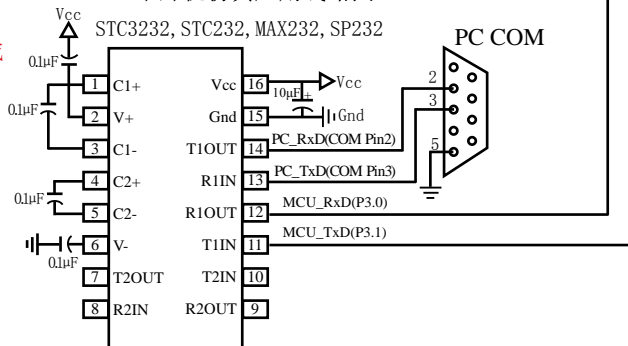 Vcc
STC3232, STC232, MAX232, SP232
PC COM
0.1μF
1 C1+
Vcc 16
Vcc
10μF +
0.1μF
2 V+
Gnd 15
Gnd
2
3
3 C1-
T1OUT 14
PC_RxD(COM Pin2)
5
4 C2+
R1IN 13
PC_TxD(COM Pin3)
0.1μF
5 C2-
R1OUT 12
MCU_RxD(P3.0)
6 V-
T1IN 11
MCU_TxD(P3.1)
0.1μF
7 T2OUT
T2IN 10
8 R2IN
R2OUT 9